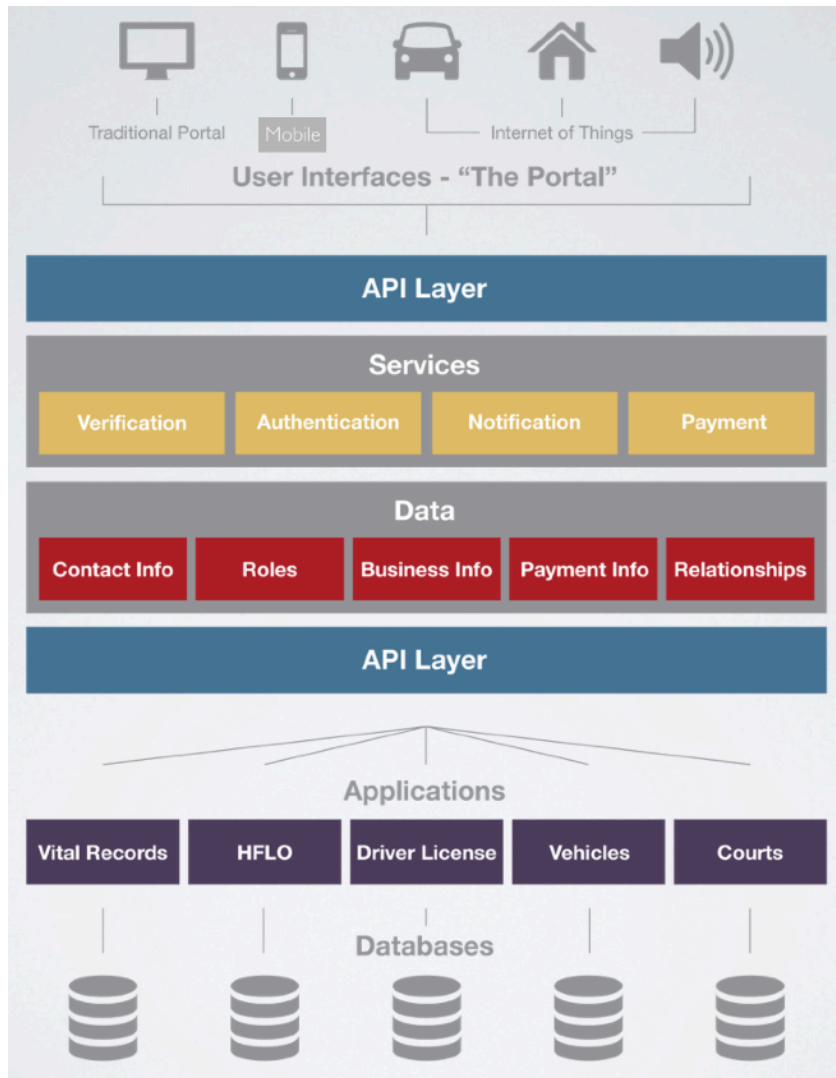 Traditional Portal
Mobile
Internet of Things
User Interfaces - “The Portal”
API Layer
Services
Verification
Authentication
Notification
Payment
Data
Contact Info
Roles
Business Info
Payment Info
Relationships
API Layer
Applications
Vital Records
HFLO
Driver License
Vehicles
Courts
Databases